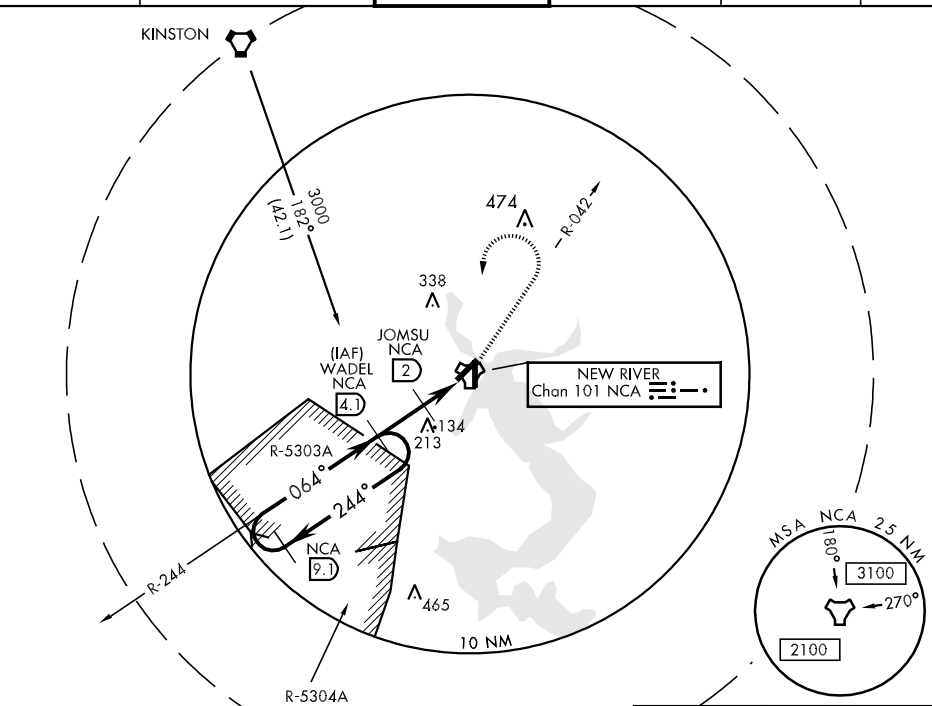 KINSTON
3000
182°
(42.1)
474
R-042
338
JOMSU
NCA
2
(IAF)
WADEL
NCA
4.1
NEW RIVER
Chan 101 NCA
134
213
R-5303A
064°
244°
NCA
9.1
R-244
465
10 NM
R-5304A
MSA NCA 25 NM
180°
3100
270°
2100